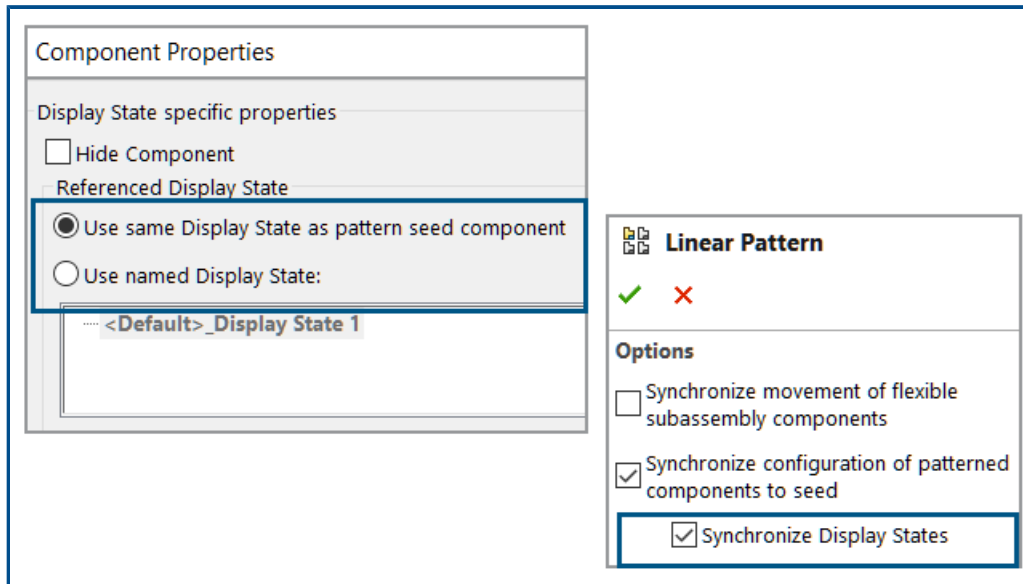 Component Properties
Display State specific properties
Hide Component
Referenced Display State
Use same Display State as pattern seed component
Use named Display State:
<Default>_Display State 1
Linear Pattern
Options
Synchronize movement of flexible
subassembly components
Synchronize configuration of patterned
components to seed
Synchronize Display States